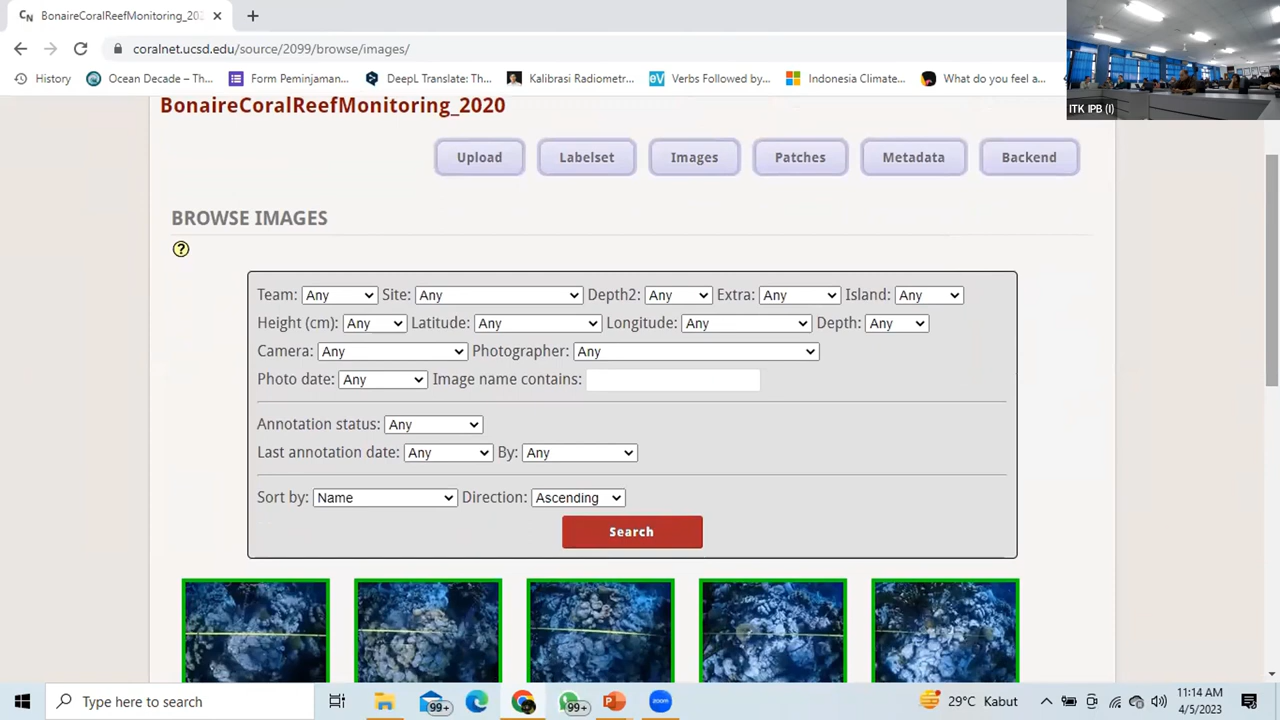 CN BonaireCoralReefMonitoring_202
coralnet.ucsd.edu/source/2099/browse/images/
History Ocean Decade – Th... Form Peminjaman... DeepL Translate: Th... Kalibrasi Radiometr... eV Verbs Followed by... Indonesia Climate... What do you feel a...
ITK IPB (I)
BonaireCoralReefMonitoring_2020
Upload Labelset Images Patches Metadata Backend
BROWSE IMAGES
?
Team: Any Site: Any Depth2: Any Extra: Any Island: Any
Height (cm): Any Latitude: Any Longitude: Any Depth: Any
Camera: Any Photographer: Any
Photo date: Any Image name contains:
Annotation status: Any
Last annotation date: Any By: Any
Sort by: Name Direction: Ascending
Search
Type here to search 99+ 99+ zoom 29°C Kabut 11:14 AM
4/5/2023